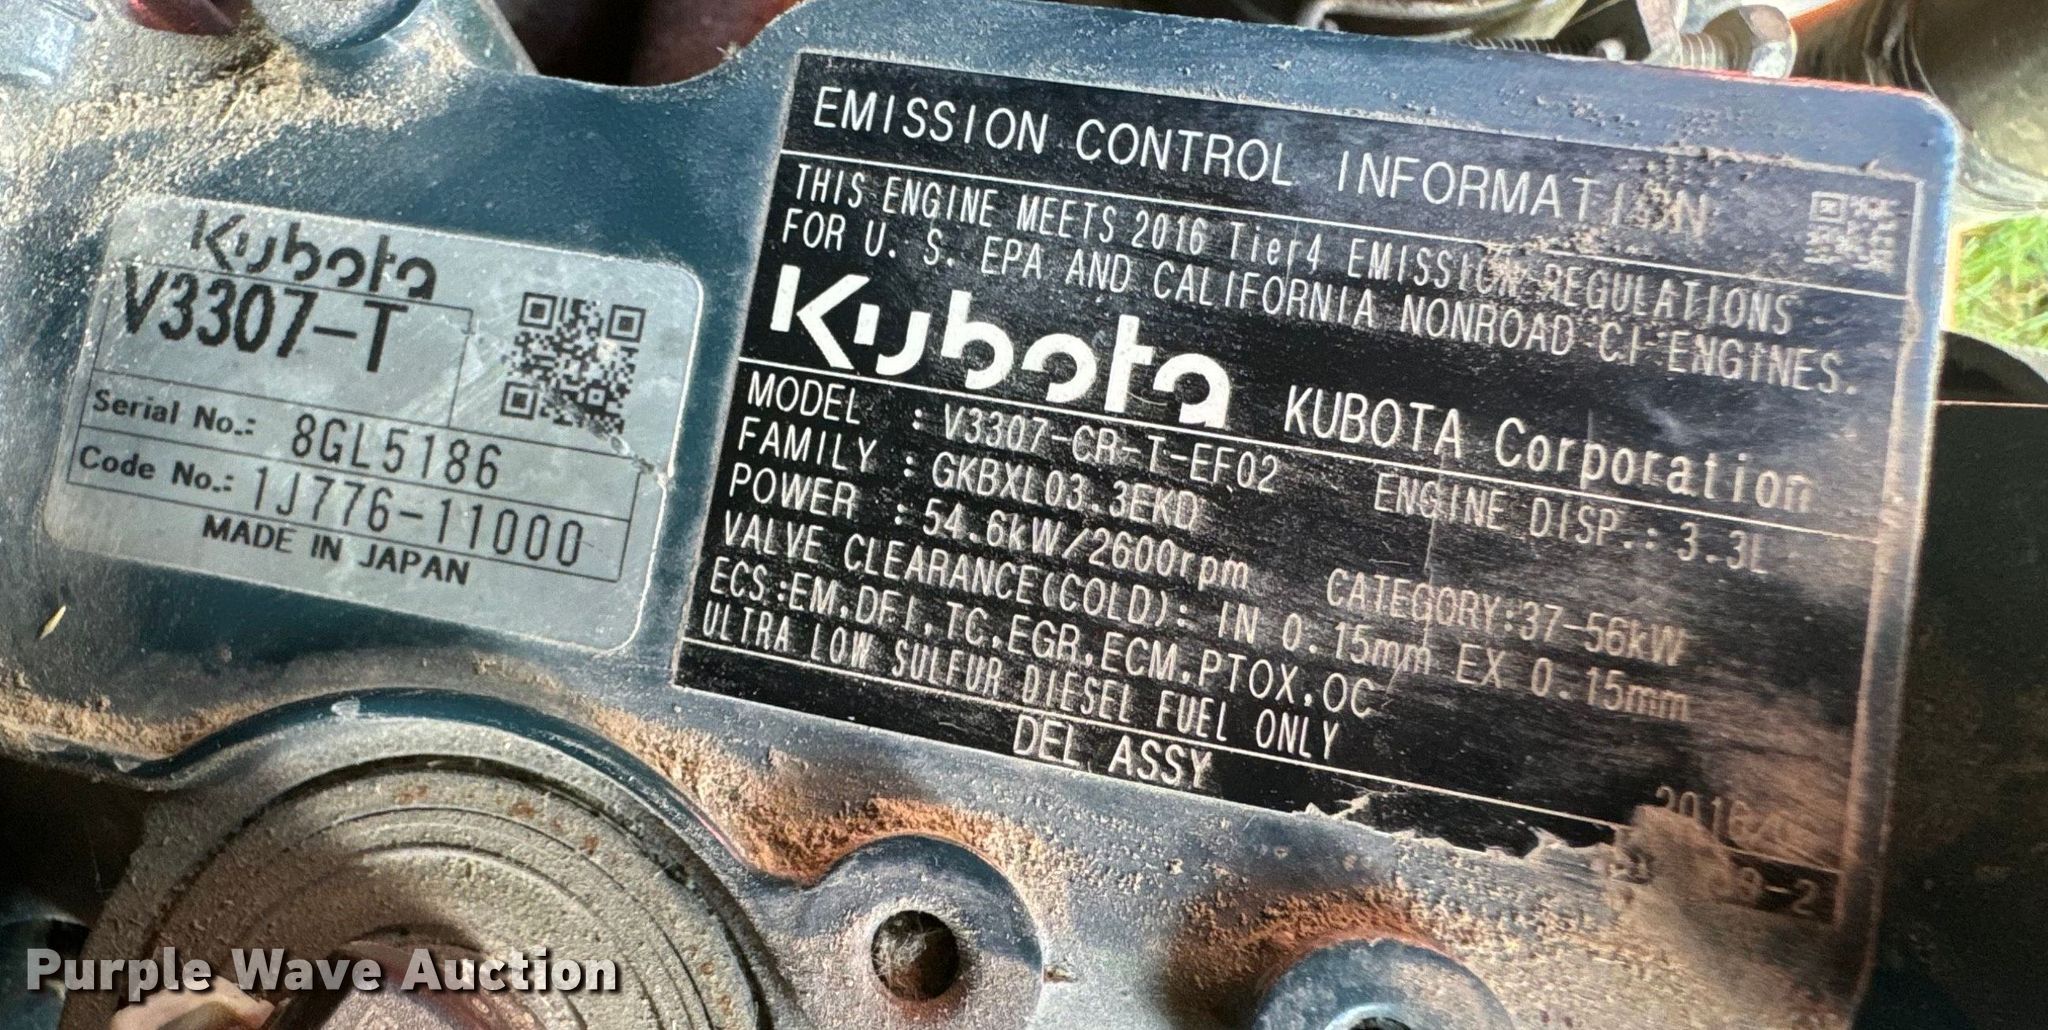 Kubota
V3307-T
Serial No.: 8GL5186
Code No.: 1J776-11000
MADE IN JAPAN
EMISSION CONTROL INFORMATION
THIS ENGINE MEETS 2016 Tier4 EMISSION REGULATIONS
FOR U. S. EPA AND CALIFORNIA NONROAD C.I ENGINES.
Kubota KUBOTA Corporation
MODEL : V3307-CR-T-EF02 ENGINE DISP.: 3.3L
FAMILY : GKBXL03.3EKD
POWER : 54.6kW/2600rpm CATEGORY:37-56kW
VALVE CLEARANCE(COLD): IN 0.15mm EX 0.15mm
ECS:EM,DFI,TC,EGR,ECM,PTOX,OC
ULTRA LOW SULFUR DIESEL FUEL ONLY
DEL ASSY
Purple Wave Auction